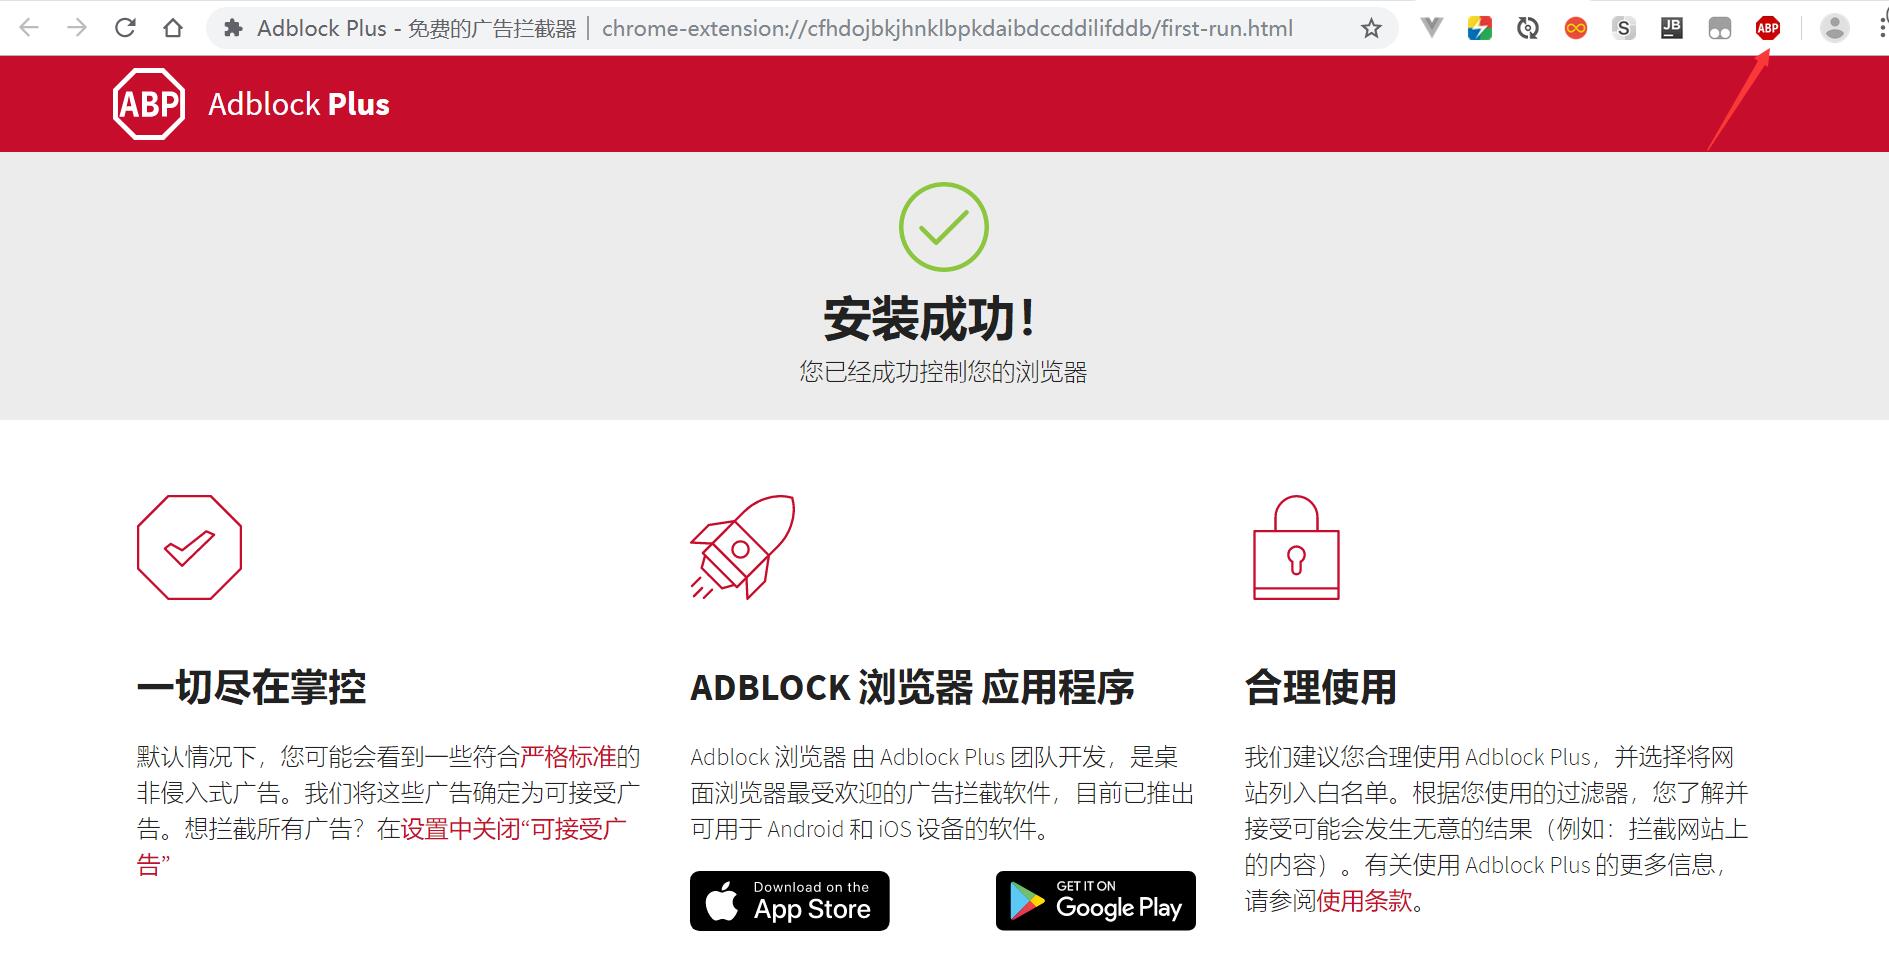 Adblock Plus - 免费的广告拦截器 | chrome-extension://cfhdojbkjhnklbpkdaibdccddilifddb/first-run.html
S
JB
ABP
ABP
Adblock Plus
安装成功！
您已经成功控制您的浏览器
一切尽在掌控
默认情况下，您可能会看到一些符合严格标准的
非侵入式广告。我们将这些广告确定为可接受广
告。想拦截所有广告？在设置中关闭“可接受广
告”
ADBLOCK 浏览器 应用程序
Adblock 浏览器 由 Adblock Plus 团队开发，是桌
面浏览器最受欢迎的广告拦截软件，目前已推出
可用于 Android 和 iOS 设备的软件。
Download on the
App Store
GET IT ON
Google Play
合理使用
我们建议您合理使用 Adblock Plus，并选择将网
站列入白名单。根据您使用的过滤器，您了解并
接受可能会发生无意的结果（例如：拦截网站上
的内容）。有关使用 Adblock Plus 的更多信息，
请参阅使用条款。